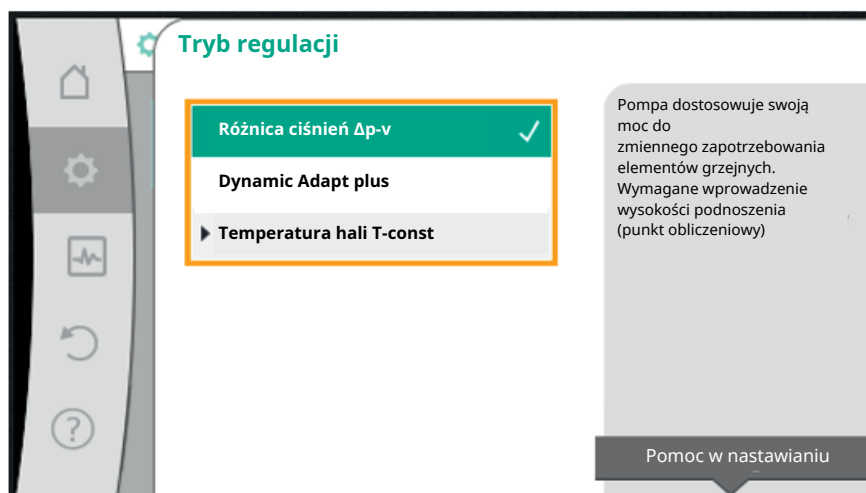 Tryb regulacji
Różnica ciśnień Δp-v
Dynamic Adapt plus
Temperatura hali T-const
Pompa dostosowuje swoją
moc do
zmiennego zapotrzebowania
elementów grzejnych.
Wymagane wprowadzenie
wysokości podnoszenia
(punkt obliczeniowy)
Pomoc w nastawianiu
?